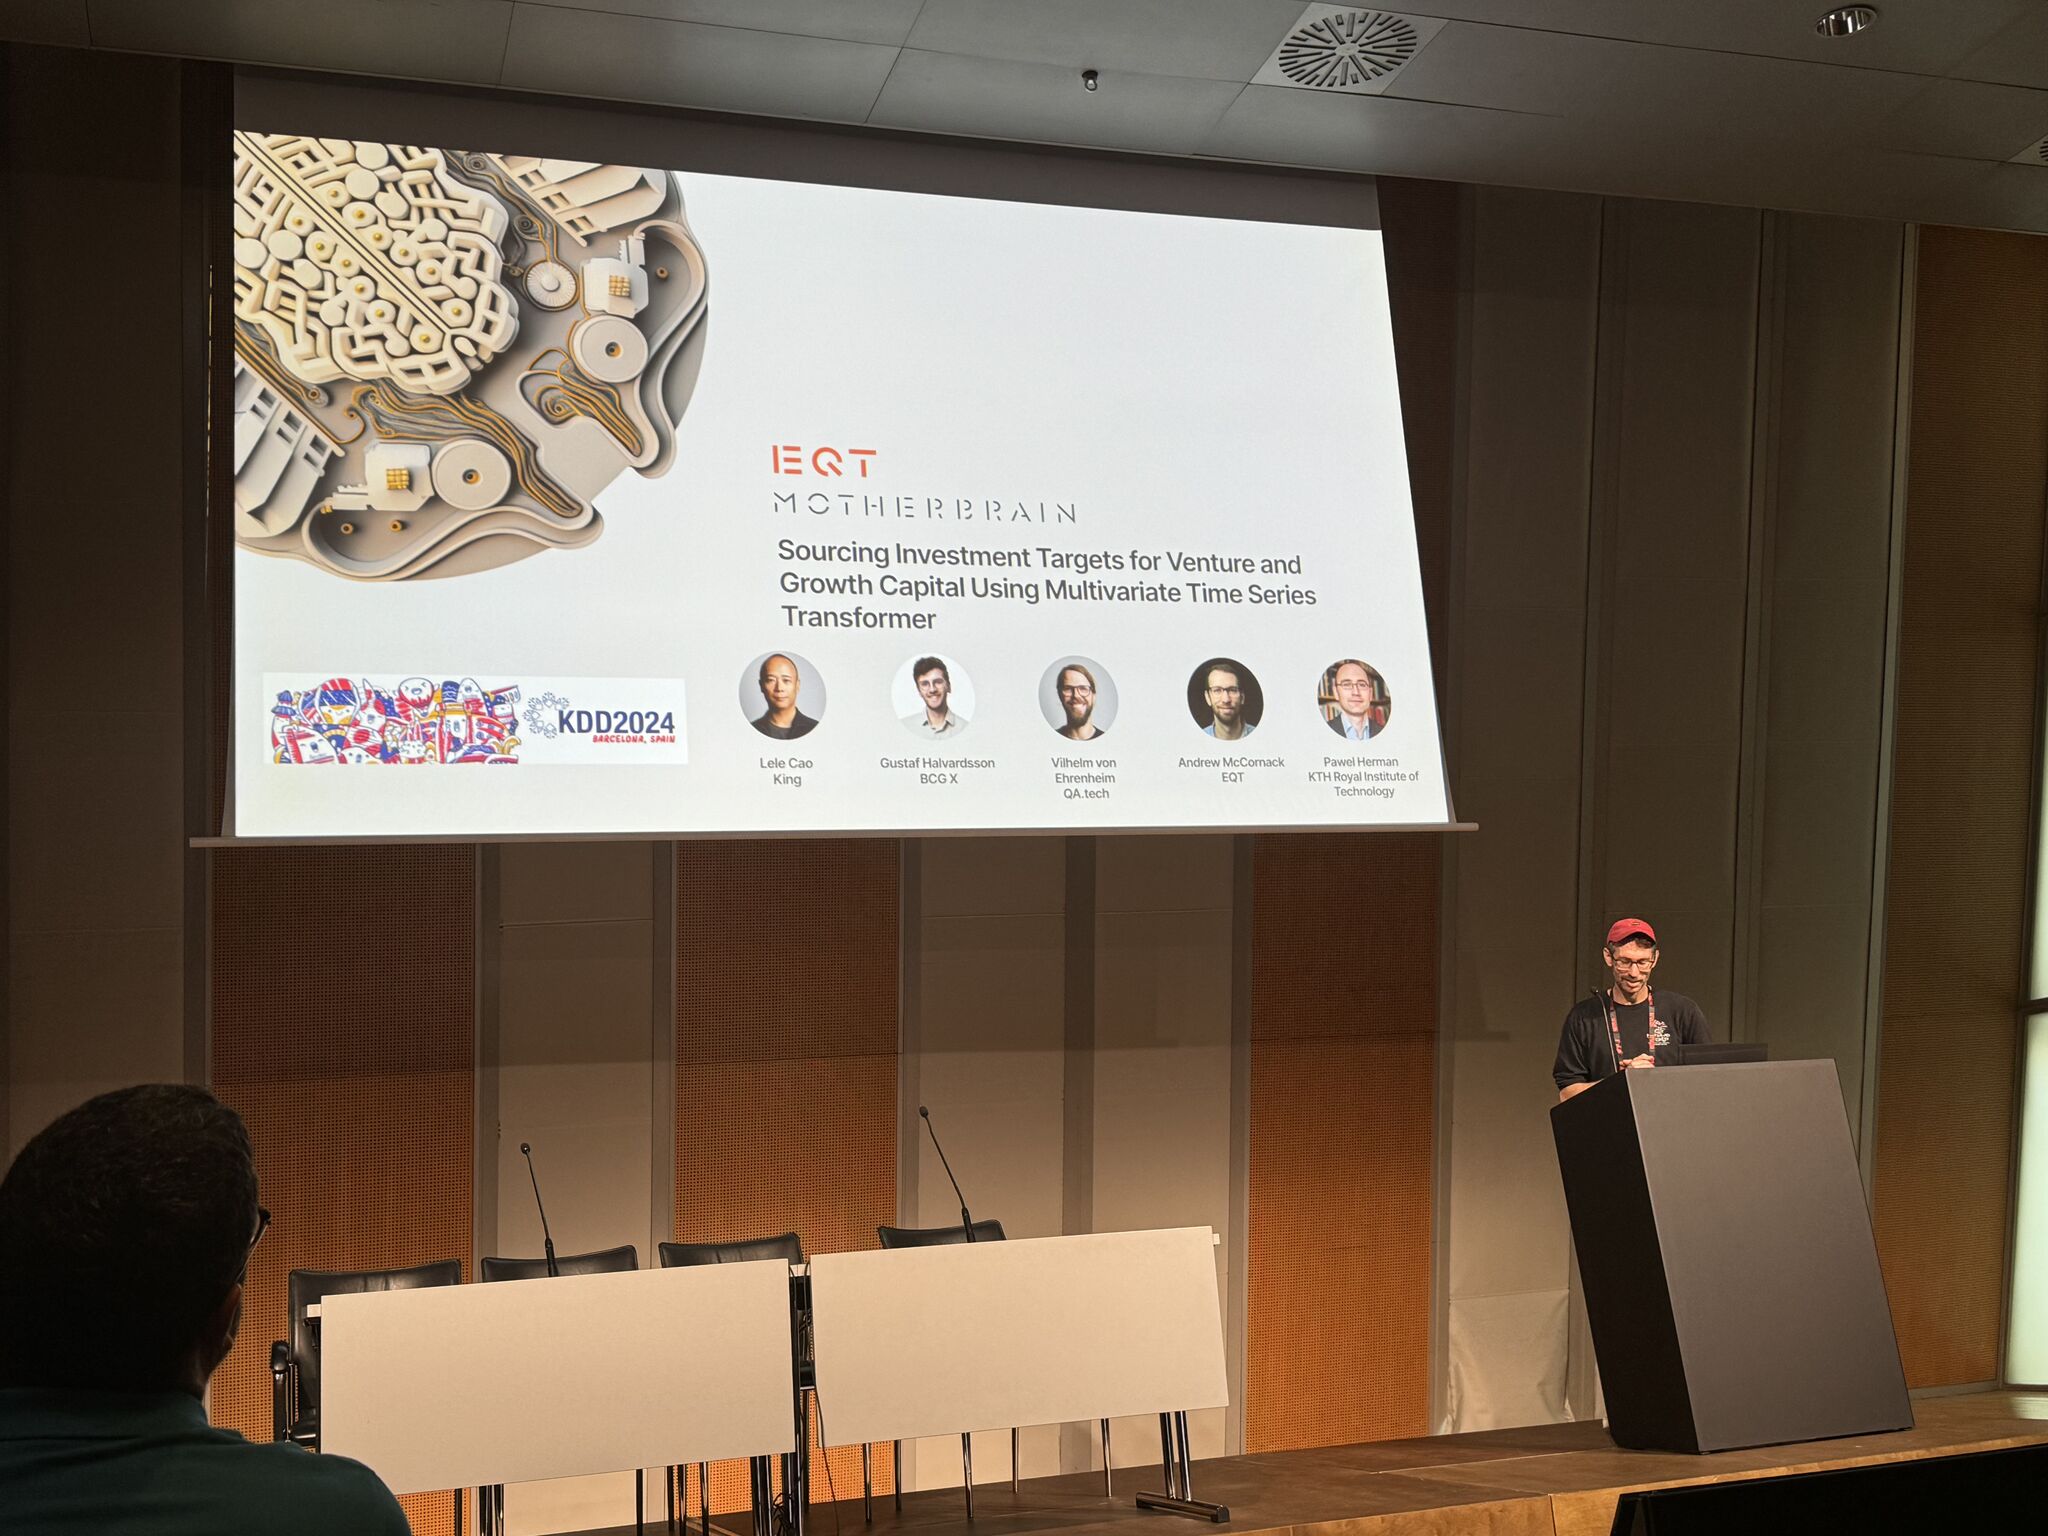 EQT
MOTHERBRAIN
Sourcing Investment Targets for Venture and
Growth Capital Using Multivariate Time Series
Transformer
KDD2024
BARCELONA, SPAIN
Lele Cao
King
Gustaf Halvardsson
BCG X
Vilhelm von
Ehrenheim
QA.tech
Andrew McCornack
EQT
Pawel Herman
KTH Royal Institute of
Technology